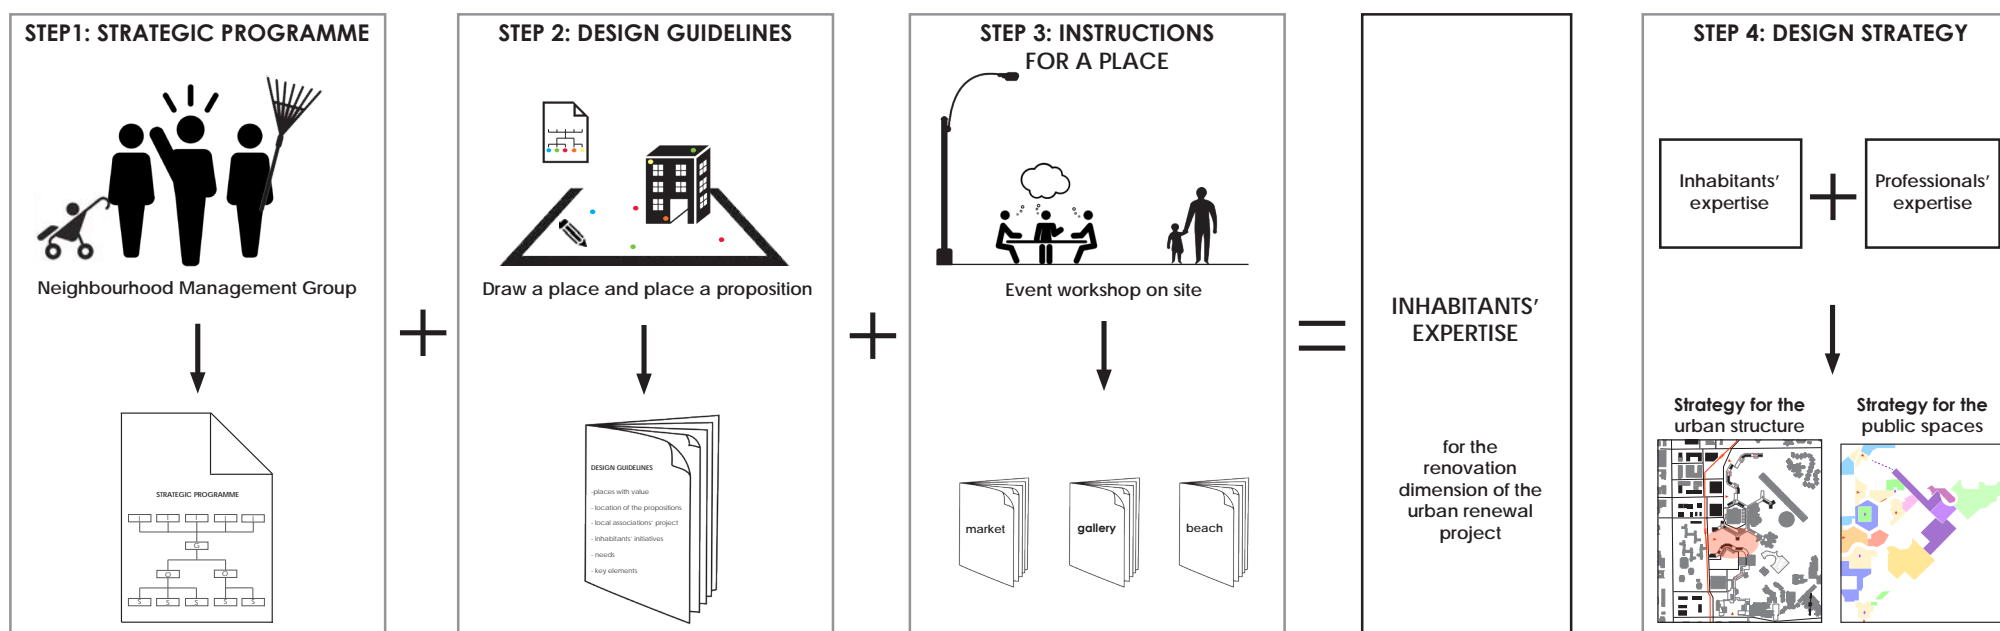 STEP1: STRATEGIC PROGRAMME
Neighbourhood Management Group
STRATEGIC PROGRAMME
I I I I I
G
O O
S S S S S
STEP 2: DESIGN GUIDELINES
Draw a place and place a proposition
DESIGN GUIDELINES
-places with value
- location of the propositions
- local associations' project
- inhabitants' initiatives
- needs
- key elements
STEP 3: INSTRUCTIONS
FOR A PLACE
Event workshop on site
market
gallery
beach
INHABITANTS'
EXPERTISE
for the
renovation
dimension of the
urban renewal
project
STEP 4: DESIGN STRATEGY
Inhabitants'
expertise
Professionals'
expertise
Strategy for the
urban structure
Strategy for the
public spaces